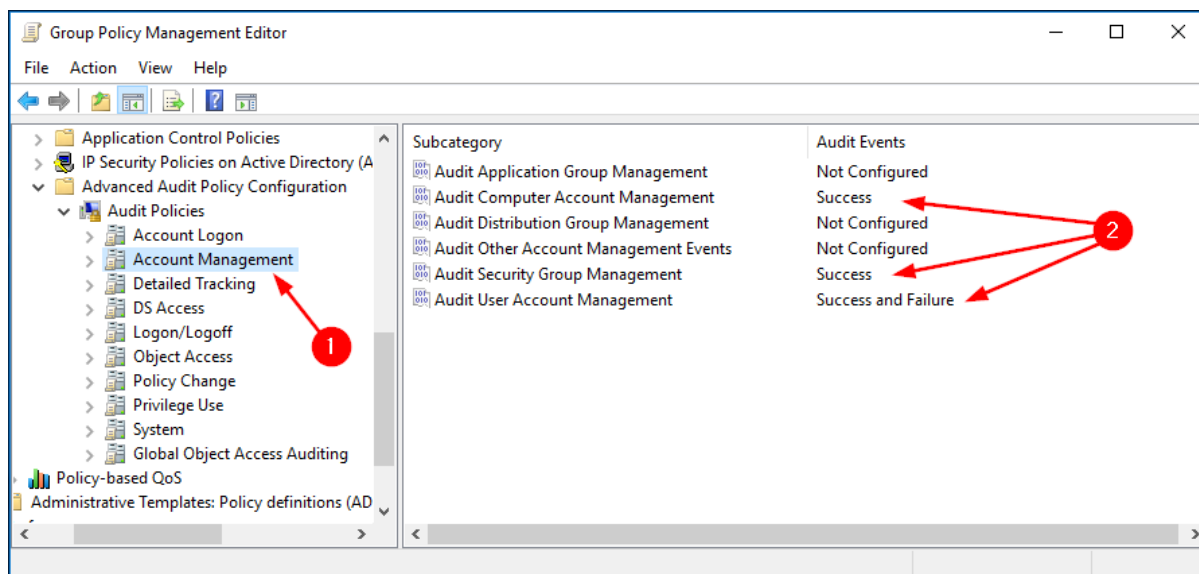 Group Policy Management Editor
File Action View Help
Application Control Policies
IP Security Policies on Active Directory (A
Advanced Audit Policy Configuration
Audit Policies
Account Logon
Account Management
Detailed Tracking
DS Access
Logon/Logoff
Object Access
Policy Change
Privilege Use
System
Global Object Access Auditing
Policy-based QoS
Administrative Templates: Policy definitions (AD
1
Subcategory Audit Events
Audit Application Group Management Not Configured
Audit Computer Account Management Success
Audit Distribution Group Management Not Configured
Audit Other Account Management Events Not Configured
Audit Security Group Management Success
Audit User Account Management Success and Failure
2